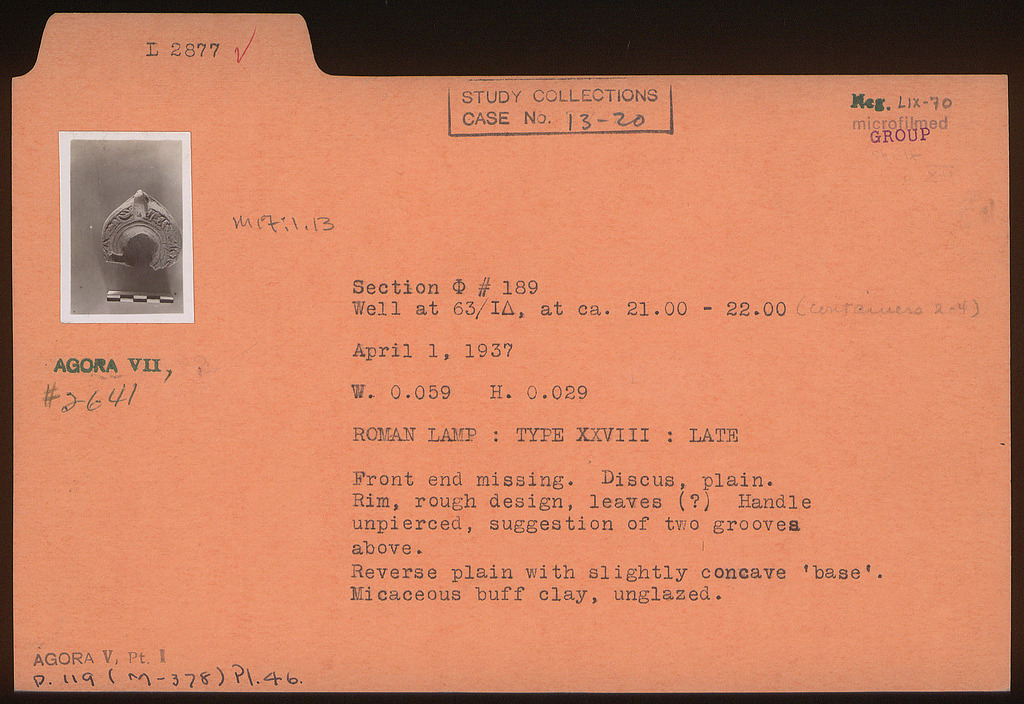 L 2877 ✓
STUDY COLLECTIONS
CASE No. 13-20
Neg. LIX-70
microfilmed
GROUP
M17:1.13
Section Φ # 189
Well at 63/ΙΔ, at ca. 21.00 - 22.00 (containers 2-4)
April 1, 1937
AGORA VII,
#2641
W. 0.059 H. 0.029
ROMAN LAMP : TYPE XXVIII : LATE
Front end missing. Discus, plain.
Rim, rough design, leaves (?) Handle
unpierced, suggestion of two grooves
above.
Reverse plain with slightly concave 'base'.
Micaceous buff clay, unglazed.
AGORA V, Pt. I
p. 119 (M-378) Pl. 46.